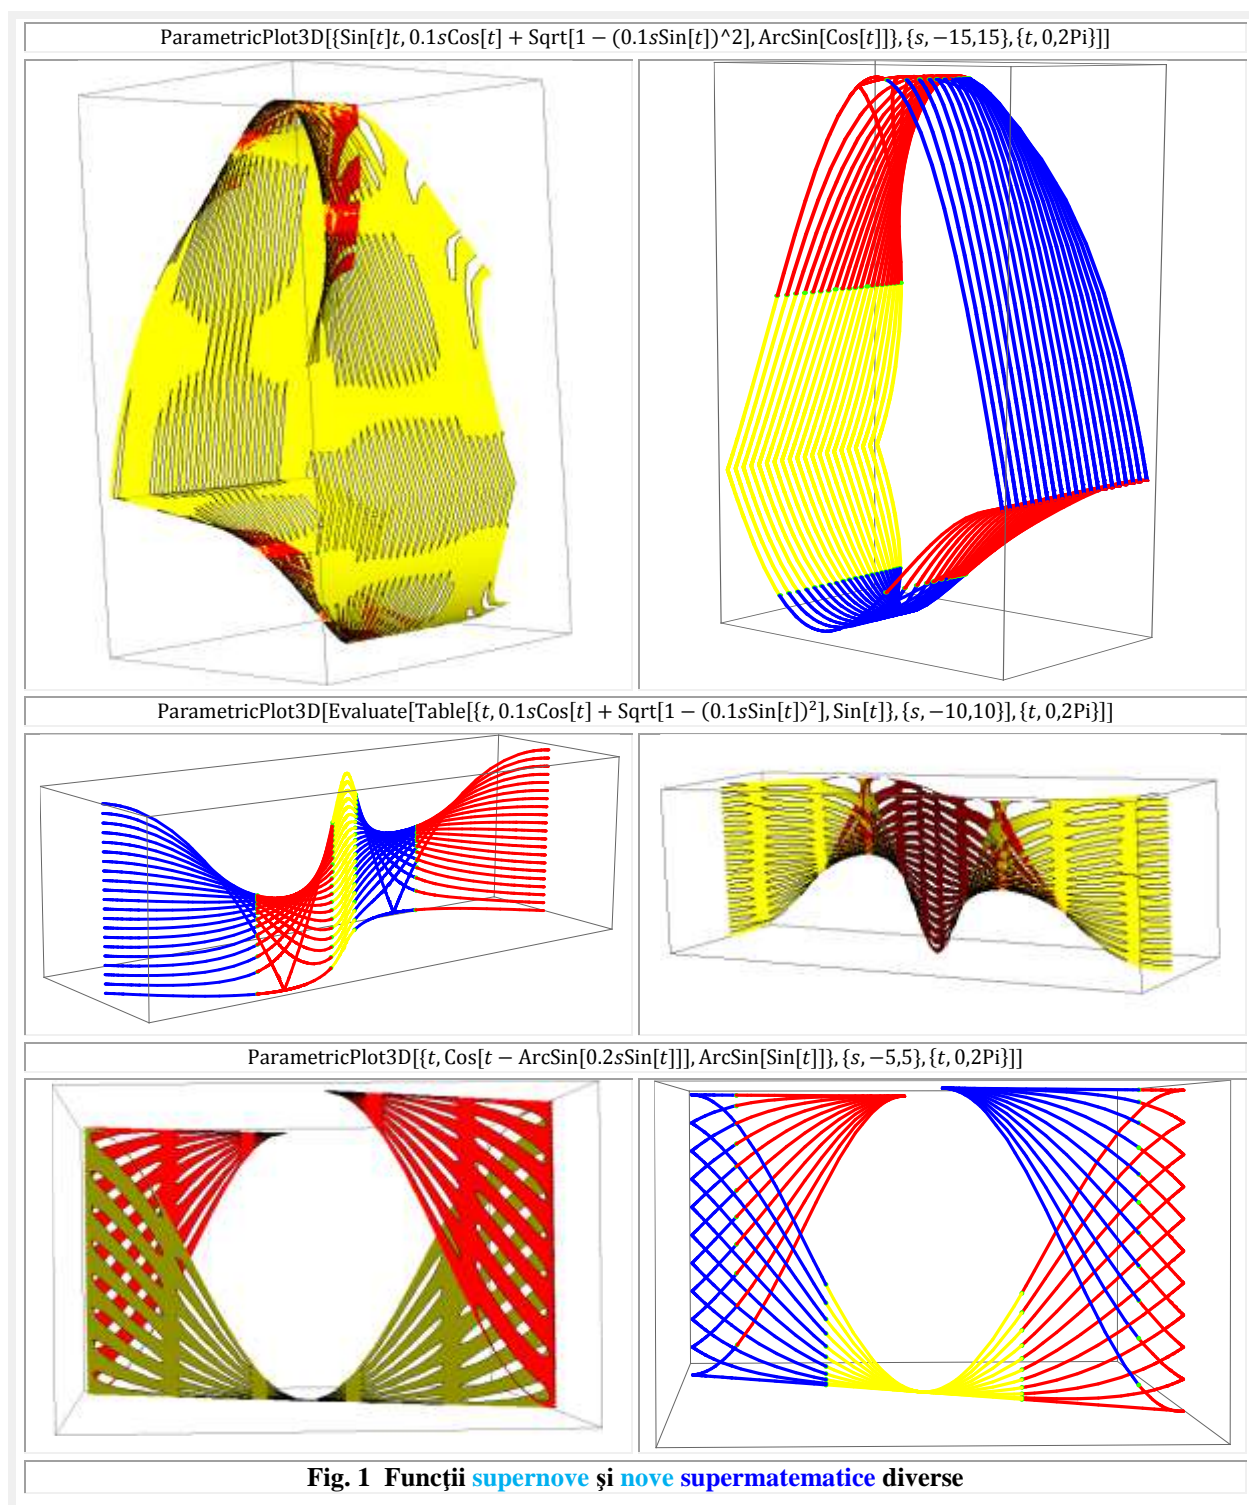 ParametricPlot3D[{Sin[t]t, 0.1sCos[t] + Sqrt[1 − (0.1sSin[t])^2], ArcSin[Cos[t]]}, {s, −15,15}, {t, 0,2Pi}]]
ParametricPlot3D[Evaluate[Table[{t, 0.1sCos[t] + Sqrt[1 − (0.1sSin[t])²], Sin[t]}, {s, −10,10}], {t, 0,2Pi}]]
ParametricPlot3D[{t, Cos[t − ArcSin[0.2sSin[t]]], ArcSin[Sin[t]]}, {s, −5,5}, {t, 0,2Pi}]]
Fig. 1 Funcţii supernove şi nove supermatematice diverse